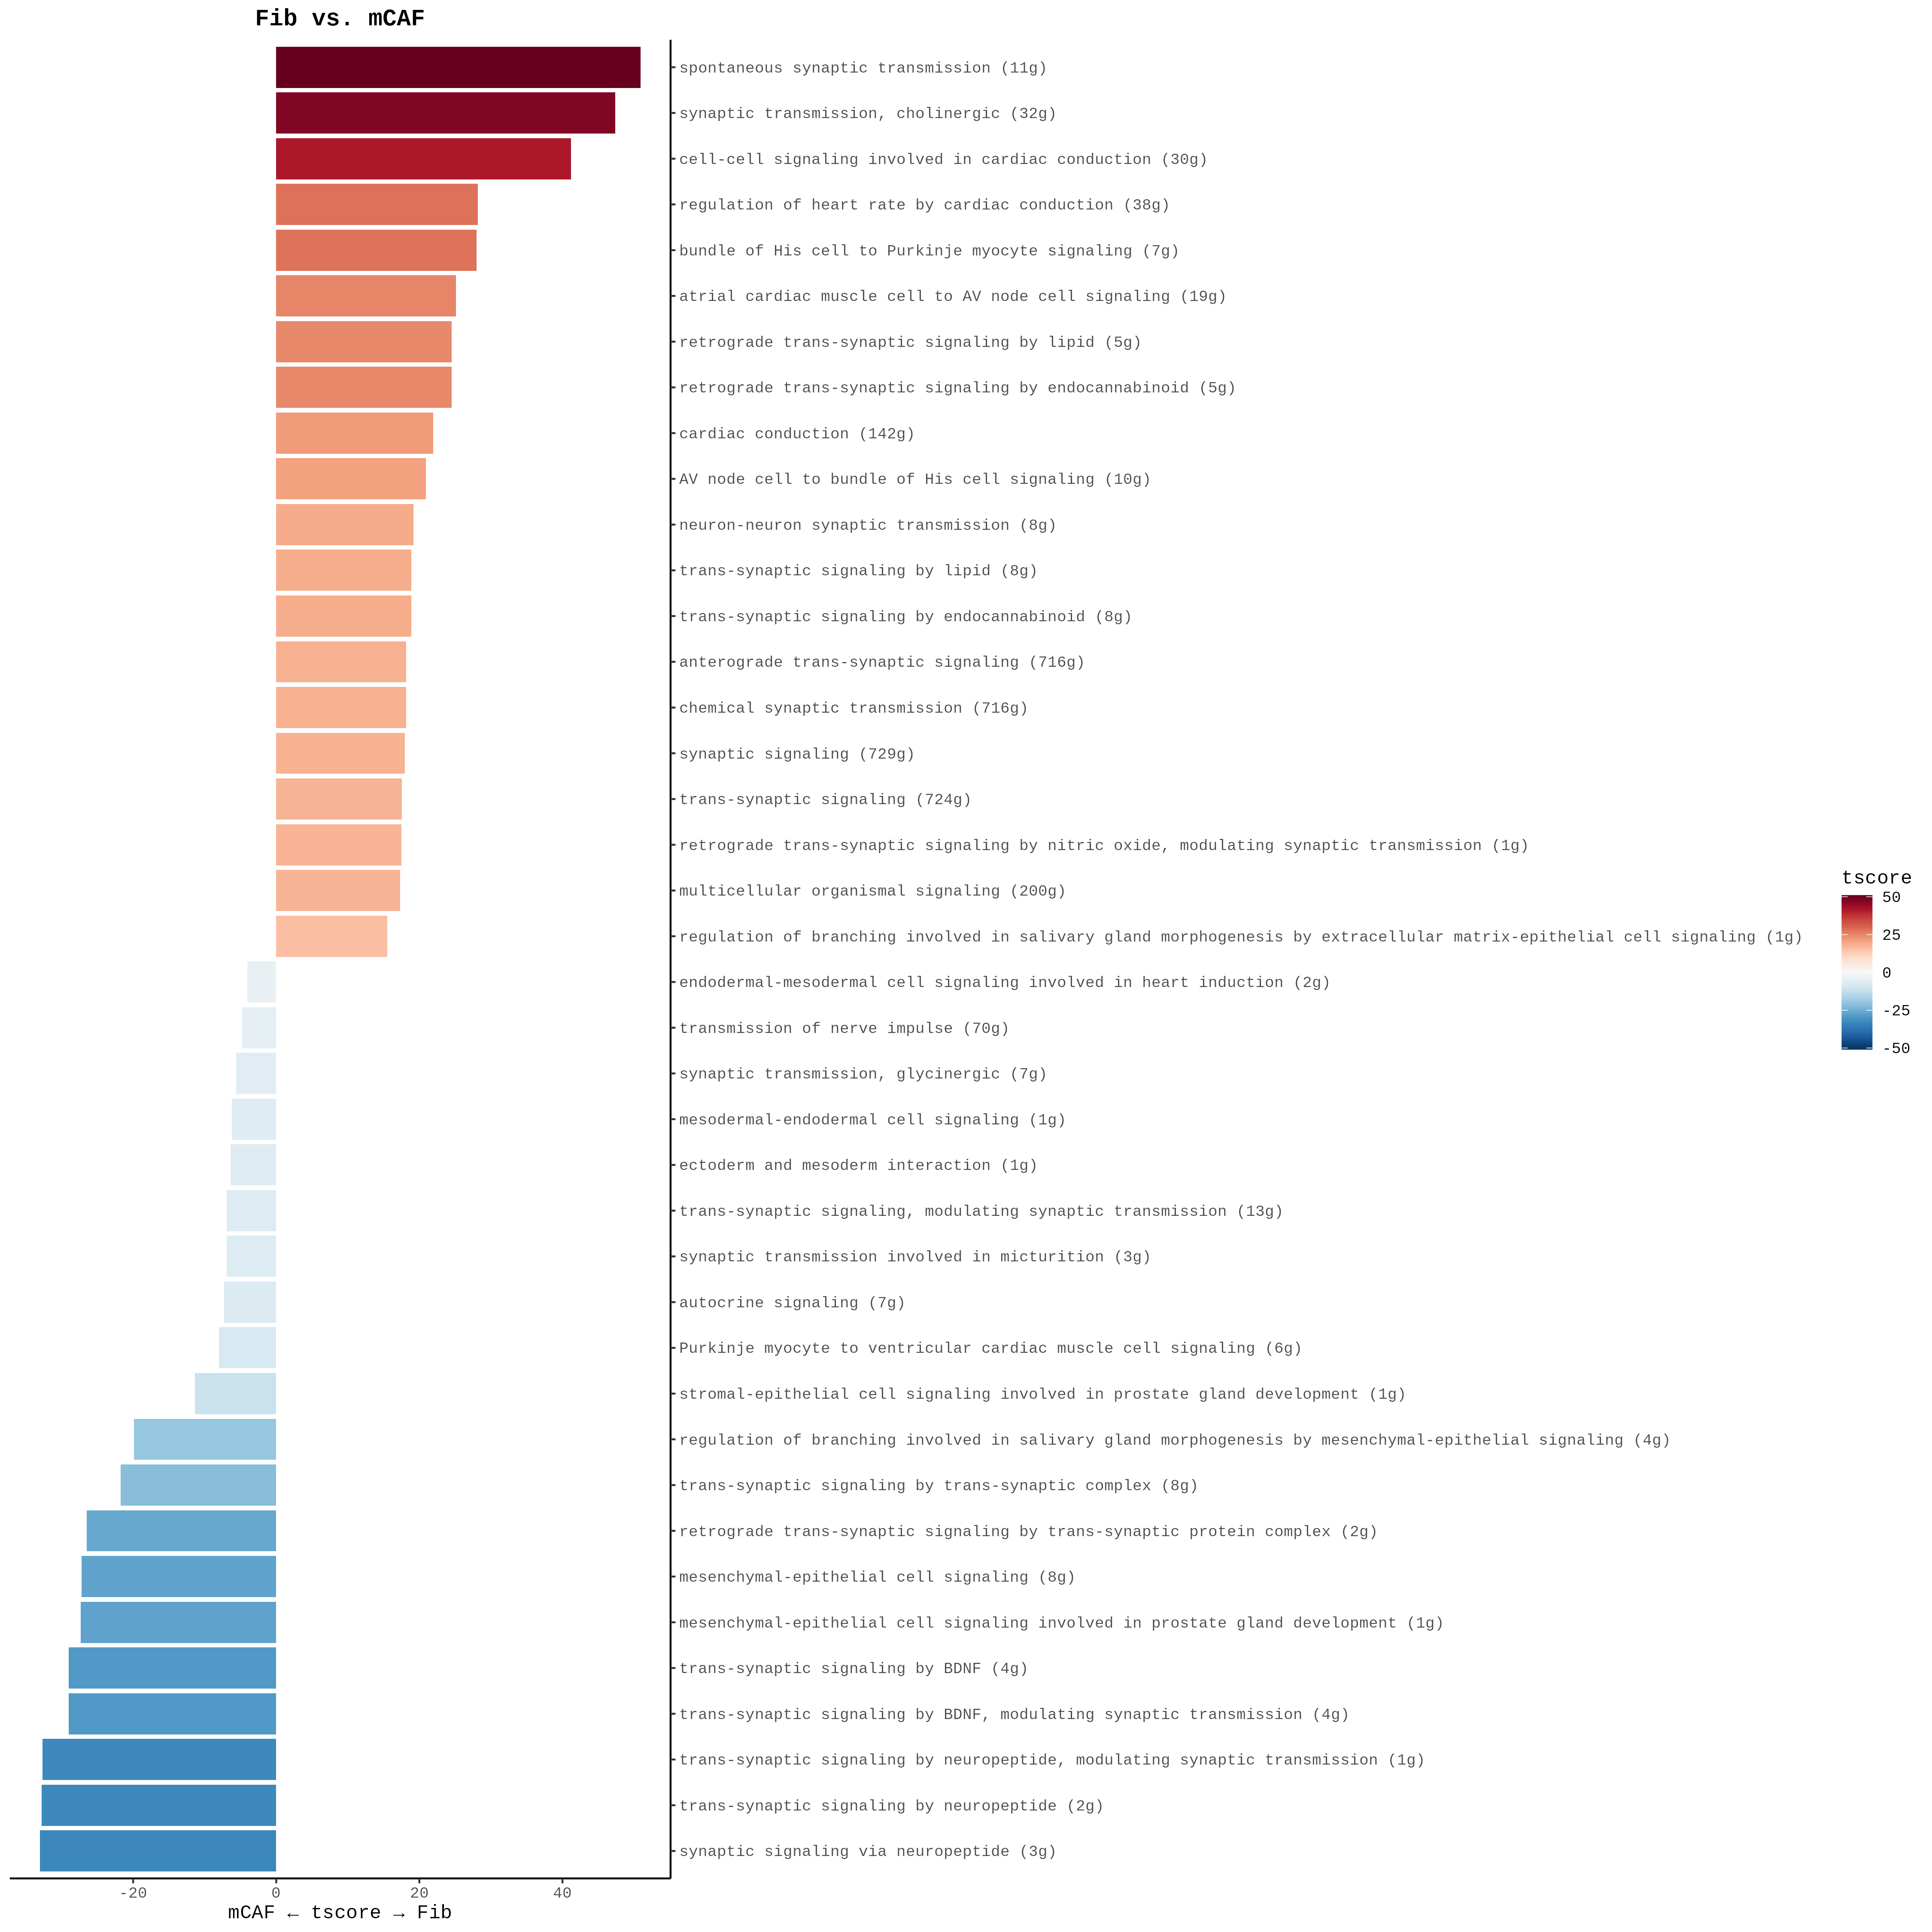 Fib vs. mCAF
spontaneous synaptic transmission (11g)
synaptic transmission, cholinergic (32g)
cell-cell signaling involved in cardiac conduction (30g)
regulation of heart rate by cardiac conduction (38g)
bundle of His cell to Purkinje myocyte signaling (7g)
atrial cardiac muscle cell to AV node cell signaling (19g)
retrograde trans-synaptic signaling by lipid (5g)
retrograde trans-synaptic signaling by endocannabinoid (5g)
cardiac conduction (142g)
AV node cell to bundle of His cell signaling (10g)
neuron-neuron synaptic transmission (8g)
trans-synaptic signaling by lipid (8g)
trans-synaptic signaling by endocannabinoid (8g)
anterograde trans-synaptic signaling (716g)
chemical synaptic transmission (716g)
synaptic signaling (729g)
trans-synaptic signaling (724g)
retrograde trans-synaptic signaling by nitric oxide, modulating synaptic transmission (1g)
multicellular organismal signaling (200g)
regulation of branching involved in salivary gland morphogenesis by extracellular matrix-epithelial cell signaling (1g)
endodermal-mesodermal cell signaling involved in heart induction (2g)
transmission of nerve impulse (70g)
synaptic transmission, glycinergic (7g)
mesodermal-endodermal cell signaling (1g)
ectoderm and mesoderm interaction (1g)
trans-synaptic signaling, modulating synaptic transmission (13g)
synaptic transmission involved in micturition (3g)
autocrine signaling (7g)
Purkinje myocyte to ventricular cardiac muscle cell signaling (6g)
stromal-epithelial cell signaling involved in prostate gland development (1g)
regulation of branching involved in salivary gland morphogenesis by mesenchymal-epithelial signaling (4g)
trans-synaptic signaling by trans-synaptic complex (8g)
retrograde trans-synaptic signaling by trans-synaptic protein complex (2g)
mesenchymal-epithelial cell signaling (8g)
mesenchymal-epithelial cell signaling involved in prostate gland development (1g)
trans-synaptic signaling by BDNF (4g)
trans-synaptic signaling by BDNF, modulating synaptic transmission (4g)
trans-synaptic signaling by neuropeptide, modulating synaptic transmission (1g)
trans-synaptic signaling by neuropeptide (2g)
synaptic signaling via neuropeptide (3g)
-20 0 20 40
mCAF ← tscore → Fib
tscore
50
25
0
-25
-50